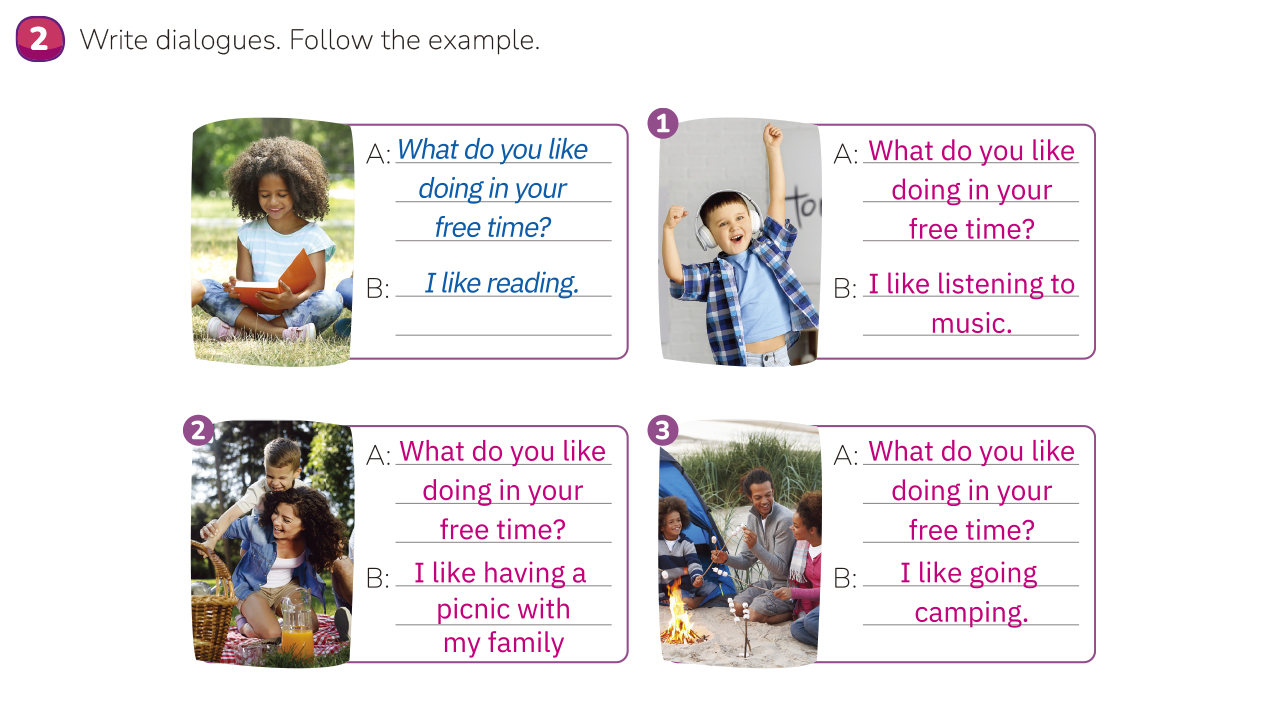 2 Write dialogues. Follow the example.
A: What do you like
doing in your
free time?
B: I like reading.
1
A: What do you like
doing in your
free time?
B: I like listening to
music.
2
A: What do you like
doing in your
free time?
B: I like having a
picnic with
my family
3
A: What do you like
doing in your
free time?
B: I like going
camping.